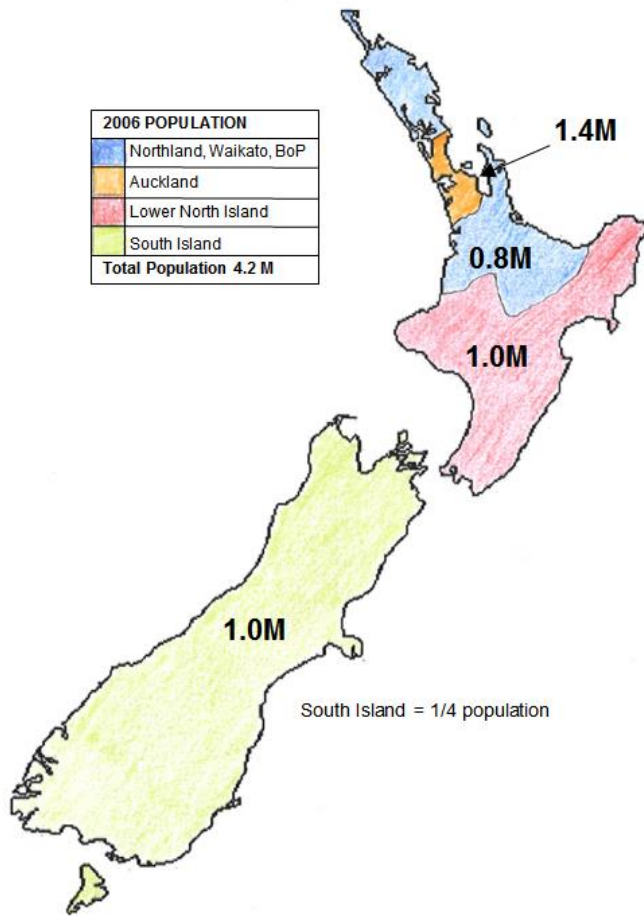 2006 POPULATION
Northland, Waikato, BoP
Auckland
Lower North Island
South Island
Total Population 4.2 M
1.4M
0.8M
1.0M
1.0M
South Island = 1/4 population